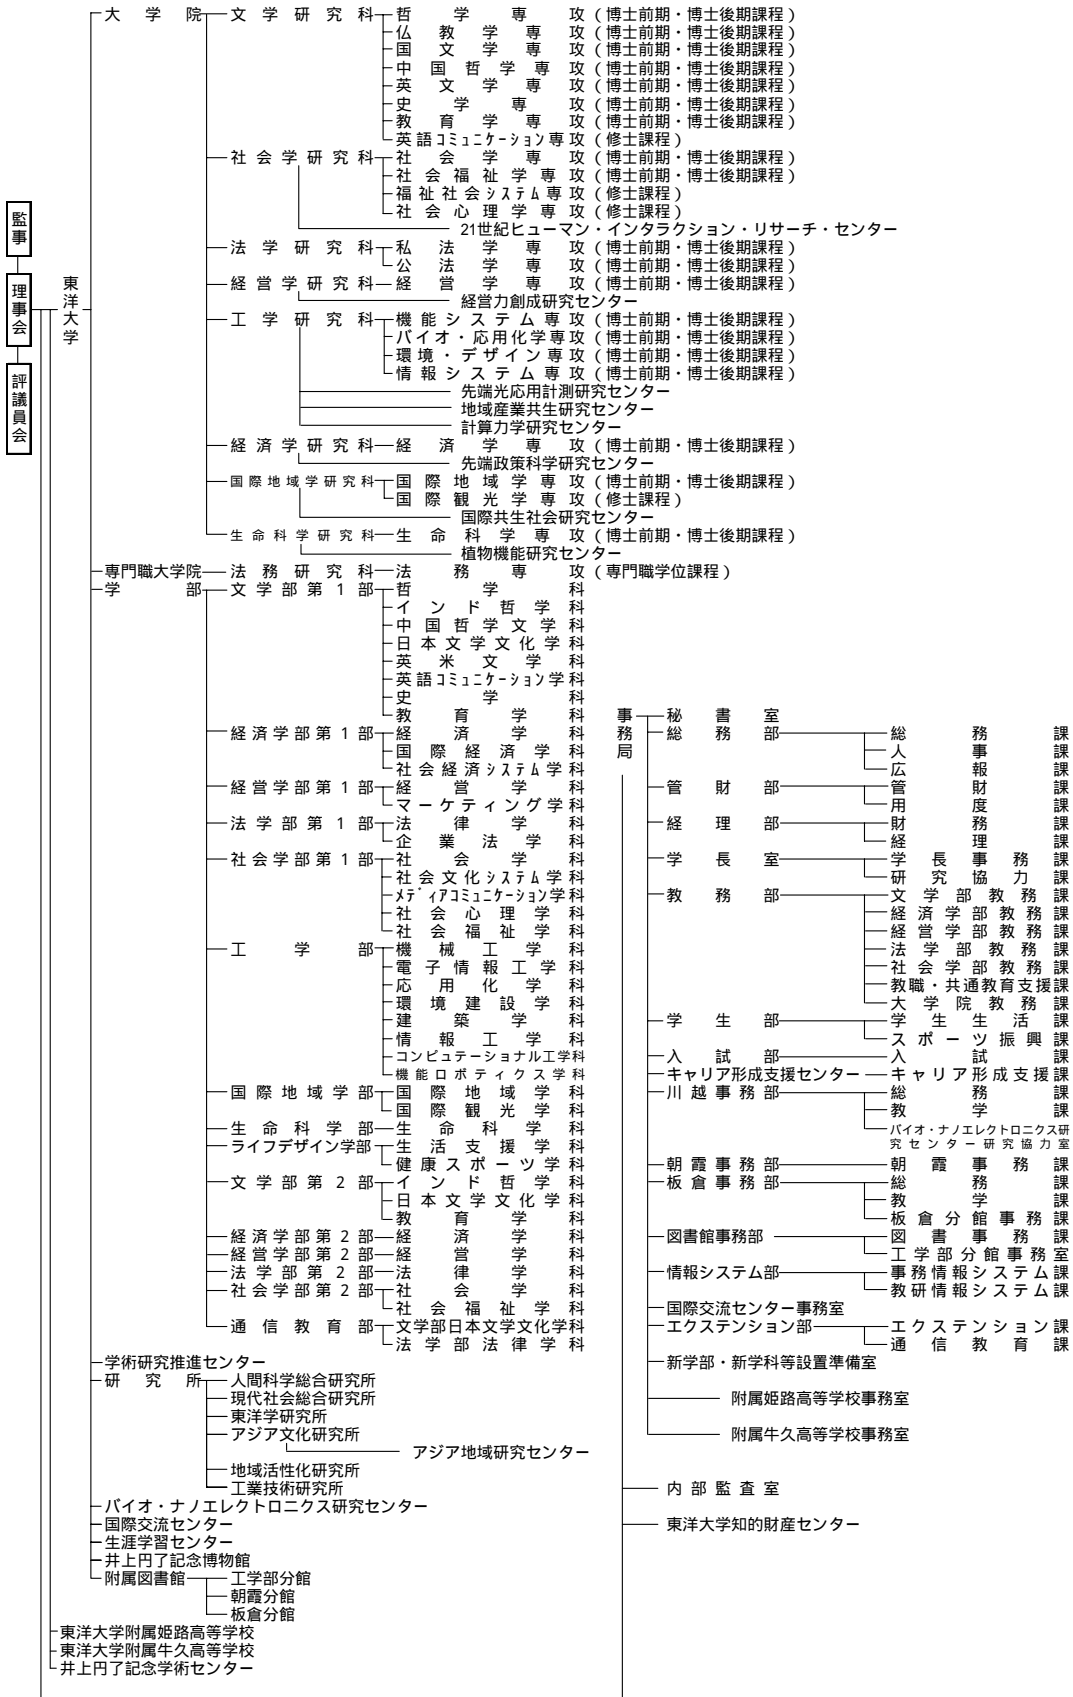 監事
理事会
評議員会
東洋大学
大学院 文学研究科 哲学専攻(博士前期・博士後期課程)
仏教学専攻(博士前期・博士後期課程)
国文学専攻(博士前期・博士後期課程)
中国哲学専攻(博士前期・博士後期課程)
英文学専攻(博士前期・博士後期課程)
史学専攻(博士前期・博士後期課程)
教育学専攻(博士前期・博士後期課程)
英語コミュニケーション専攻(修士課程)
社会学研究科 社会学専攻(博士前期・博士後期課程)
社会福祉学専攻(博士前期・博士後期課程)
福祉社会システム専攻(修士課程)
社会心理学専攻(修士課程)
21世紀ヒューマン・インタラクション・リサーチ・センター
法学研究科 私法学専攻(博士前期・博士後期課程)
公法学専攻(博士前期・博士後期課程)
経営学研究科 経営学専攻(博士前期・博士後期課程)
経営力創成研究センター
工学研究科 機能システム専攻(博士前期・博士後期課程)
バイオ・応用化学専攻(博士前期・博士後期課程)
環境・デザイン専攻(博士前期・博士後期課程)
情報システム専攻(博士前期・博士後期課程)
先端光応用計測研究センター
地域産業共生研究センター
計算力学研究センター
経済学研究科 経済学専攻(博士前期・博士後期課程)
先端政策科学研究センター
国際地域学研究科 国際地域学専攻(博士前期・博士後期課程)
国際観光学専攻(修士課程)
国際共生社会研究センター
生命科学研究科 生命科学専攻(博士前期・博士後期課程)
植物機能研究センター
専門職大学院 法務研究科 法務専攻(専門職学位課程)
学部 文学部第1部 哲学科
インド哲学科
中国哲学文学科
日本文学文化学科
英米文学科
英語コミュニケーション学科
史学科
教育学科
経済学部第1部 経済学科
国際経済学科
社会経済システム学科
経営学部第1部 経営学科
マーケティング学科
法学部第1部 法律学科
企業法学科
社会学部第1部 社会学科
社会文化システム学科
メディアコミュニケーション学科
社会心理学科
社会福祉学科
工学部 機械工学科
電子情報工学科
応用化学科
環境建設学科
建築学科
情報工学科
コンピュテーショナル工学科
機能ロボティクス学科
国際地域学部 国際地域学科
国際観光学科
生命科学部 生命科学科
ライフデザイン学部 生活支援学科
健康スポーツ学科
文学部第2部 インド哲学科
日本文学文化学科
教育学科
経済学部第2部 経済学科
経営学部第2部 経営学科
法学部第2部 法律学科
社会学部第2部 社会学科
社会福祉学科
通信教育部 文学部日本文学文化学科
法学部法律学科
学術研究推進センター
研究所 人間科学総合研究所
現代社会総合研究所
東洋学研究所
アジア文化研究所
アジア地域研究センター
地域活性化研究所
工業技術研究所
バイオ・ナノエレクトロニクス研究センター
国際交流センター
生涯学習センター
井上円了記念博物館
附属図書館 工学部分館
朝霞分館
板倉分館
東洋大学附属姫路高等学校
東洋大学附属牛久高等学校
井上円了記念学術センター
事務局
秘書室
総務部 総務課
人事課
広報課
管財部 管財課
用度課
経理部 財務課
経理課
学長室 学長事務課
研究協力課
教務部 文学部教務課
経済学部教務課
経営学部教務課
法学部教務課
社会学部教務課
教職・共通教育支援課
大学院教務課
学生部 学生生活課
スポーツ振興課
入試部 入試課
キャリア形成支援センター キャリア形成支援課
川越事務部 総務課
教学課
バイオ・ナノエレクトロニクス研
究センター研究協力室
朝霞事務部 朝霞事務課
板倉事務部 総務課
教学課
板倉分館事務課
図書館事務部 図書事務課
工学部分館事務室
情報システム部 事務情報システム課
教研情報システム課
国際交流センター事務室
エクステンション部 エクステンション課
通信教育課
新学部・新学科等設置準備室
附属姫路高等学校事務室
附属牛久高等学校事務室
内部監査室
東洋大学知的財産センター